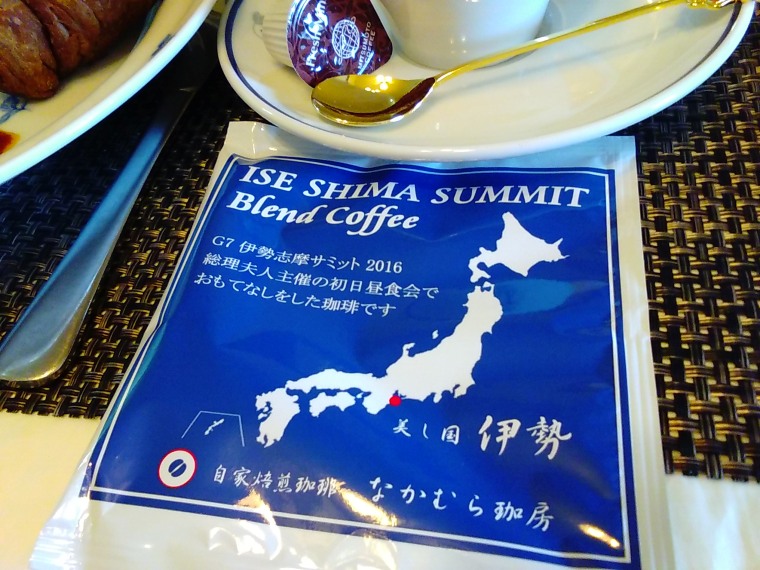 Fresh
MATSUMOTO COFFEE
ISE SHIMA SUMMIT
Blend Coffee
G7 伊勢志摩サミット 2016
総理夫人主催の初日昼食会で
おもてなしをした珈琲です
美し国 伊勢
自家焙煎珈琲 なかむら珈房